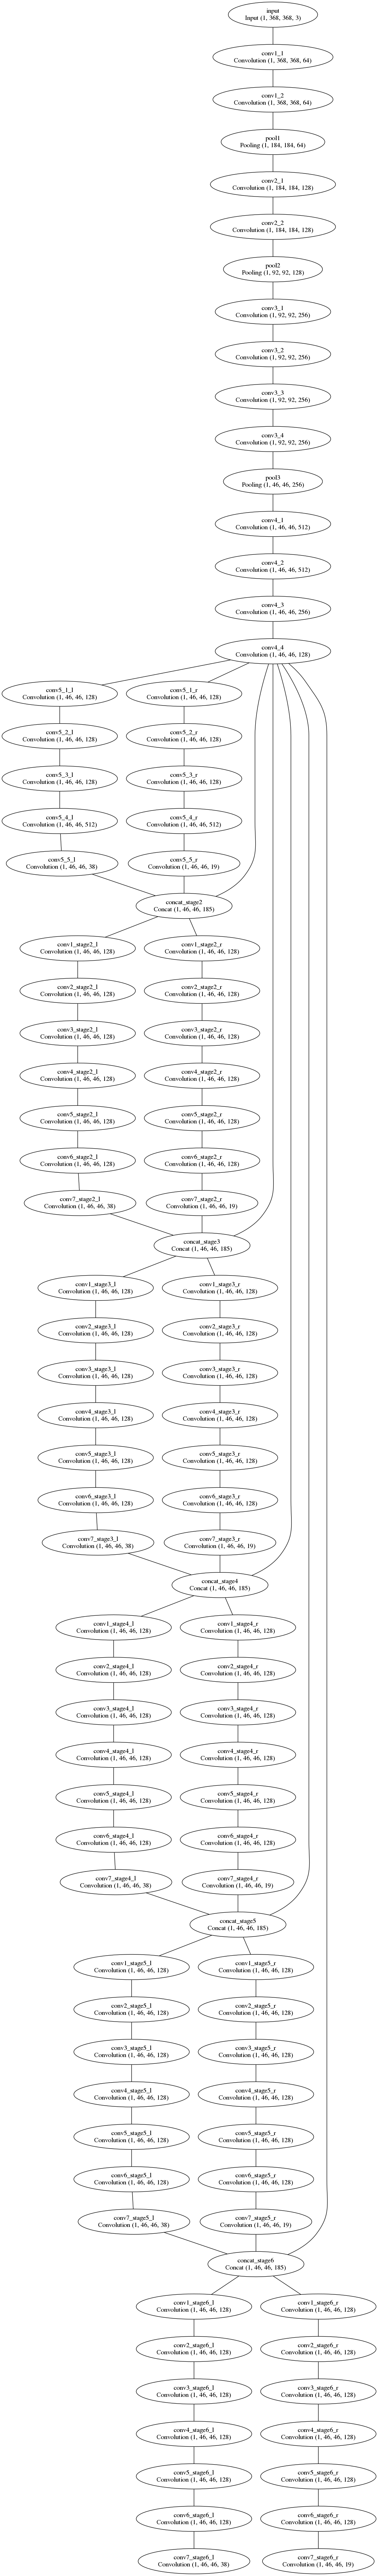 input
Input (1, 368, 368, 3)
conv1_1
Convolution (1, 368, 368, 64)
conv1_2
Convolution (1, 368, 368, 64)
pool1
Pooling (1, 184, 184, 64)
conv2_1
Convolution (1, 184, 184, 128)
conv2_2
Convolution (1, 184, 184, 128)
pool2
Pooling (1, 92, 92, 128)
conv3_1
Convolution (1, 92, 92, 256)
conv3_2
Convolution (1, 92, 92, 256)
conv3_3
Convolution (1, 92, 92, 256)
conv3_4
Convolution (1, 92, 92, 256)
pool3
Pooling (1, 46, 46, 256)
conv4_1
Convolution (1, 46, 46, 512)
conv4_2
Convolution (1, 46, 46, 512)
conv4_3
Convolution (1, 46, 46, 256)
conv4_4
Convolution (1, 46, 46, 128)
conv5_1_l
Convolution (1, 46, 46, 128)
conv5_1_r
Convolution (1, 46, 46, 128)
conv5_2_l
Convolution (1, 46, 46, 128)
conv5_2_r
Convolution (1, 46, 46, 128)
conv5_3_l
Convolution (1, 46, 46, 128)
conv5_3_r
Convolution (1, 46, 46, 128)
conv5_4_l
Convolution (1, 46, 46, 512)
conv5_4_r
Convolution (1, 46, 46, 512)
conv5_5_l
Convolution (1, 46, 46, 38)
conv5_5_r
Convolution (1, 46, 46, 19)
concat_stage2
Concat (1, 46, 46, 185)
conv1_stage2_l
Convolution (1, 46, 46, 128)
conv1_stage2_r
Convolution (1, 46, 46, 128)
conv2_stage2_l
Convolution (1, 46, 46, 128)
conv2_stage2_r
Convolution (1, 46, 46, 128)
conv3_stage2_l
Convolution (1, 46, 46, 128)
conv3_stage2_r
Convolution (1, 46, 46, 128)
conv4_stage2_l
Convolution (1, 46, 46, 128)
conv4_stage2_r
Convolution (1, 46, 46, 128)
conv5_stage2_l
Convolution (1, 46, 46, 128)
conv5_stage2_r
Convolution (1, 46, 46, 128)
conv6_stage2_l
Convolution (1, 46, 46, 128)
conv6_stage2_r
Convolution (1, 46, 46, 128)
conv7_stage2_l
Convolution (1, 46, 46, 38)
conv7_stage2_r
Convolution (1, 46, 46, 19)
concat_stage3
Concat (1, 46, 46, 185)
conv1_stage3_l
Convolution (1, 46, 46, 128)
conv1_stage3_r
Convolution (1, 46, 46, 128)
conv2_stage3_l
Convolution (1, 46, 46, 128)
conv2_stage3_r
Convolution (1, 46, 46, 128)
conv3_stage3_l
Convolution (1, 46, 46, 128)
conv3_stage3_r
Convolution (1, 46, 46, 128)
conv4_stage3_l
Convolution (1, 46, 46, 128)
conv4_stage3_r
Convolution (1, 46, 46, 128)
conv5_stage3_l
Convolution (1, 46, 46, 128)
conv5_stage3_r
Convolution (1, 46, 46, 128)
conv6_stage3_l
Convolution (1, 46, 46, 128)
conv6_stage3_r
Convolution (1, 46, 46, 128)
conv7_stage3_l
Convolution (1, 46, 46, 38)
conv7_stage3_r
Convolution (1, 46, 46, 19)
concat_stage4
Concat (1, 46, 46, 185)
conv1_stage4_l
Convolution (1, 46, 46, 128)
conv1_stage4_r
Convolution (1, 46, 46, 128)
conv2_stage4_l
Convolution (1, 46, 46, 128)
conv2_stage4_r
Convolution (1, 46, 46, 128)
conv3_stage4_l
Convolution (1, 46, 46, 128)
conv3_stage4_r
Convolution (1, 46, 46, 128)
conv4_stage4_l
Convolution (1, 46, 46, 128)
conv4_stage4_r
Convolution (1, 46, 46, 128)
conv5_stage4_l
Convolution (1, 46, 46, 128)
conv5_stage4_r
Convolution (1, 46, 46, 128)
conv6_stage4_l
Convolution (1, 46, 46, 128)
conv6_stage4_r
Convolution (1, 46, 46, 128)
conv7_stage4_l
Convolution (1, 46, 46, 38)
conv7_stage4_r
Convolution (1, 46, 46, 19)
concat_stage5
Concat (1, 46, 46, 185)
conv1_stage5_l
Convolution (1, 46, 46, 128)
conv1_stage5_r
Convolution (1, 46, 46, 128)
conv2_stage5_l
Convolution (1, 46, 46, 128)
conv2_stage5_r
Convolution (1, 46, 46, 128)
conv3_stage5_l
Convolution (1, 46, 46, 128)
conv3_stage5_r
Convolution (1, 46, 46, 128)
conv4_stage5_l
Convolution (1, 46, 46, 128)
conv4_stage5_r
Convolution (1, 46, 46, 128)
conv5_stage5_l
Convolution (1, 46, 46, 128)
conv5_stage5_r
Convolution (1, 46, 46, 128)
conv6_stage5_l
Convolution (1, 46, 46, 128)
conv6_stage5_r
Convolution (1, 46, 46, 128)
conv7_stage5_l
Convolution (1, 46, 46, 38)
conv7_stage5_r
Convolution (1, 46, 46, 19)
concat_stage6
Concat (1, 46, 46, 185)
conv1_stage6_l
Convolution (1, 46, 46, 128)
conv1_stage6_r
Convolution (1, 46, 46, 128)
conv2_stage6_l
Convolution (1, 46, 46, 128)
conv2_stage6_r
Convolution (1, 46, 46, 128)
conv3_stage6_l
Convolution (1, 46, 46, 128)
conv3_stage6_r
Convolution (1, 46, 46, 128)
conv4_stage6_l
Convolution (1, 46, 46, 128)
conv4_stage6_r
Convolution (1, 46, 46, 128)
conv5_stage6_l
Convolution (1, 46, 46, 128)
conv5_stage6_r
Convolution (1, 46, 46, 128)
conv6_stage6_l
Convolution (1, 46, 46, 128)
conv6_stage6_r
Convolution (1, 46, 46, 128)
conv7_stage6_l
Convolution (1, 46, 46, 38)
conv7_stage6_r
Convolution (1, 46, 46, 19)